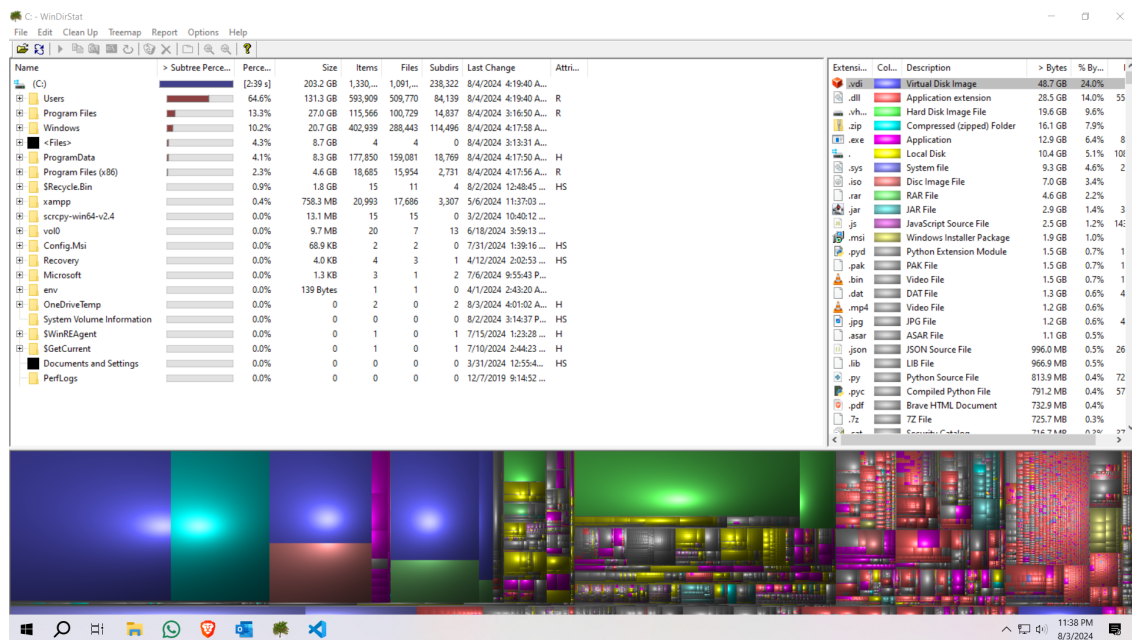 C: - WinDirStat
File Edit Clean Up Treemap Report Options Help
Name > Subtree Perce... Perce... Size Items Files Subdirs Last Change Attri...
(C:) [2:39 s] 203.2 GB 1,330,... 1,091,... 238,322 8/4/2024 4:19:40 A...
Users 64.6% 131.3 GB 593,909 509,770 84,139 8/4/2024 4:19:40 A... R
Program Files 13.3% 27.0 GB 115,566 100,729 14,837 8/4/2024 3:16:50 A... R
Windows 10.2% 20.7 GB 402,939 288,443 114,496 8/4/2024 4:17:58 A...
<Files> 4.3% 8.7 GB 4 4 0 8/4/2024 3:13:31 A...
ProgramData 4.1% 8.3 GB 177,850 159,081 18,769 8/4/2024 4:17:50 A... H
Program Files (x86) 2.3% 4.6 GB 18,685 15,954 2,731 8/4/2024 4:17:56 A... R
$Recycle.Bin 0.9% 1.8 GB 15 11 4 8/2/2024 12:48:45 ... HS
xampp 0.4% 758.3 MB 20,993 17,686 3,307 5/6/2024 11:37:03 ...
scrcpy-win64-v2.4 0.0% 13.1 MB 15 15 0 3/2/2024 10:40:12 ...
vol0 0.0% 9.7 MB 20 7 13 6/18/2024 3:59:13 ...
Config.Msi 0.0% 68.9 KB 2 2 0 7/31/2024 1:39:16 ... HS
Recovery 0.0% 4.0 KB 4 3 1 4/12/2024 2:02:53 ... HS
Microsoft 0.0% 1.3 KB 3 1 2 7/6/2024 9:55:43 P...
env 0.0% 139 Bytes 1 1 0 4/1/2024 2:43:20 A...
OneDriveTemp 0.0% 0 2 0 2 8/3/2024 4:01:02 A... H
System Volume Information 0.0% 0 0 0 0 8/2/2024 3:14:37 P... HS
$WinREAgent 0.0% 0 1 0 1 7/15/2024 1:23:28 ... H
$GetCurrent 0.0% 0 1 0 1 7/10/2024 2:44:23 ... H
Documents and Settings 0.0% 0 0 0 0 3/31/2024 12:55:4... HS
PerfLogs 0.0% 0 0 0 0 12/7/2019 9:14:52 ...
Extensi... Col... Description > Bytes % By...
.vdi Virtual Disk Image 48.7 GB 24.0%
.dll Application extension 28.5 GB 14.0% 55
.vh... Hard Disk Image File 19.6 GB 9.6%
.zip Compressed (zipped) Folder 16.1 GB 7.9%
.exe Application 12.9 GB 6.4% 8
. Local Disk 10.4 GB 5.1% 108
.sys System file 9.3 GB 4.6% 2
.iso Disc Image File 7.0 GB 3.4%
.rar RAR File 4.6 GB 2.2%
.jar JAR File 2.9 GB 1.4% 3
.js JavaScript Source File 2.5 GB 1.2% 143
.msi Windows Installer Package 1.9 GB 1.0%
.pyd Python Extension Module 1.5 GB 0.7% 1
.pak PAK File 1.5 GB 0.7% 1
.bin Video File 1.5 GB 0.7% 1
.dat DAT File 1.3 GB 0.6% 4
.mp4 Video File 1.2 GB 0.6%
.jpg JPG File 1.2 GB 0.6% 4
.asar ASAR File 1.1 GB 0.5%
.json JSON Source File 996.0 MB 0.5% 26
.lib LIB File 966.9 MB 0.5%
.py Python Source File 813.9 MB 0.4% 72
.pyc Compiled Python File 791.2 MB 0.4% 57
.pdf Brave HTML Document 732.9 MB 0.4%
.7z 7Z File 725.7 MB 0.3%
.cat Security Catalog 716.7 MB 0.3% 27
11:38 PM
8/3/2024